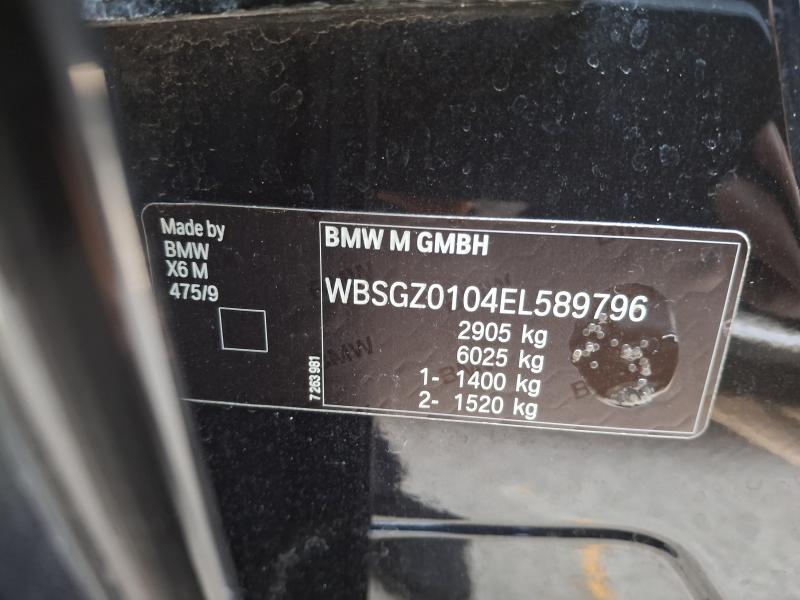 Made by
BMW
X6 M
475/9
7 263 981
BMW M GMBH
WBSGZ0104EL589796
2905 kg
6025 kg
1- 1400 kg
2- 1520 kg
BMW